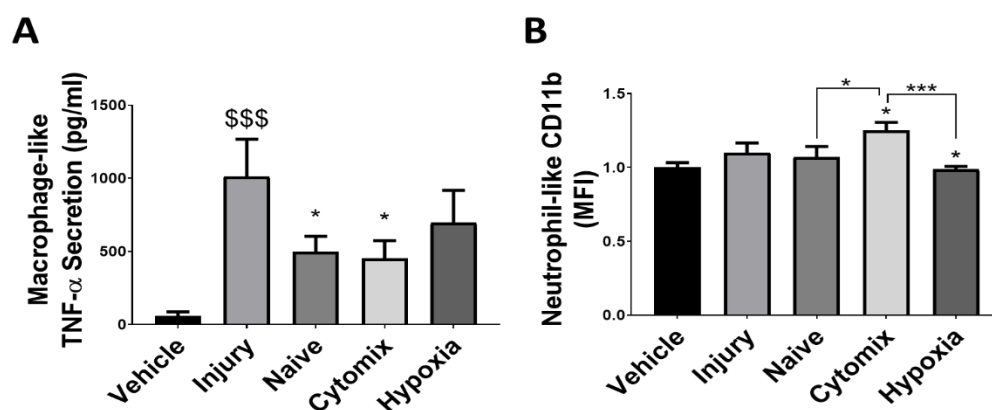 A
Macrophage-like
TNF-α Secretion (pg/ml)
1500
1000
500
0
$$$
*
*
Vehicle
Injury
Naive
Cytomix
Hypoxia
B
Neutrophil-like CD11b
(MFI)
1.5
1.0
0.5
0.0
*
***
*
*
Vehicle
Injury
Naive
Cytomix
Hypoxia